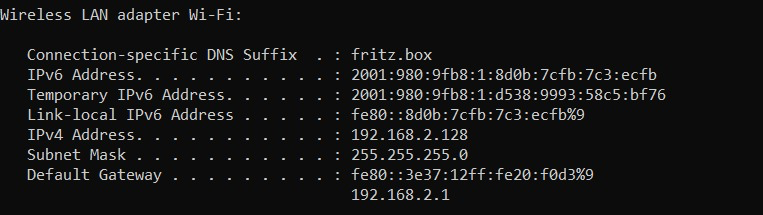 Wireless LAN adapter Wi-Fi:
Connection-specific DNS Suffix  . : fritz.box
IPv6 Address. . . . . . . . . . . : 2001:980:9fb8:1:8d0b:7cfb:7c3:ecfb
Temporary IPv6 Address. . . . . . : 2001:980:9fb8:1:d538:9993:58c5:bf76
Link-local IPv6 Address . . . . . : fe80::8d0b:7cfb:7c3:ecfb%9
IPv4 Address. . . . . . . . . . . : 192.168.2.128
Subnet Mask . . . . . . . . . . . : 255.255.255.0
Default Gateway . . . . . . . . . : fe80::3e37:12ff:fe20:f0d3%9
192.168.2.1